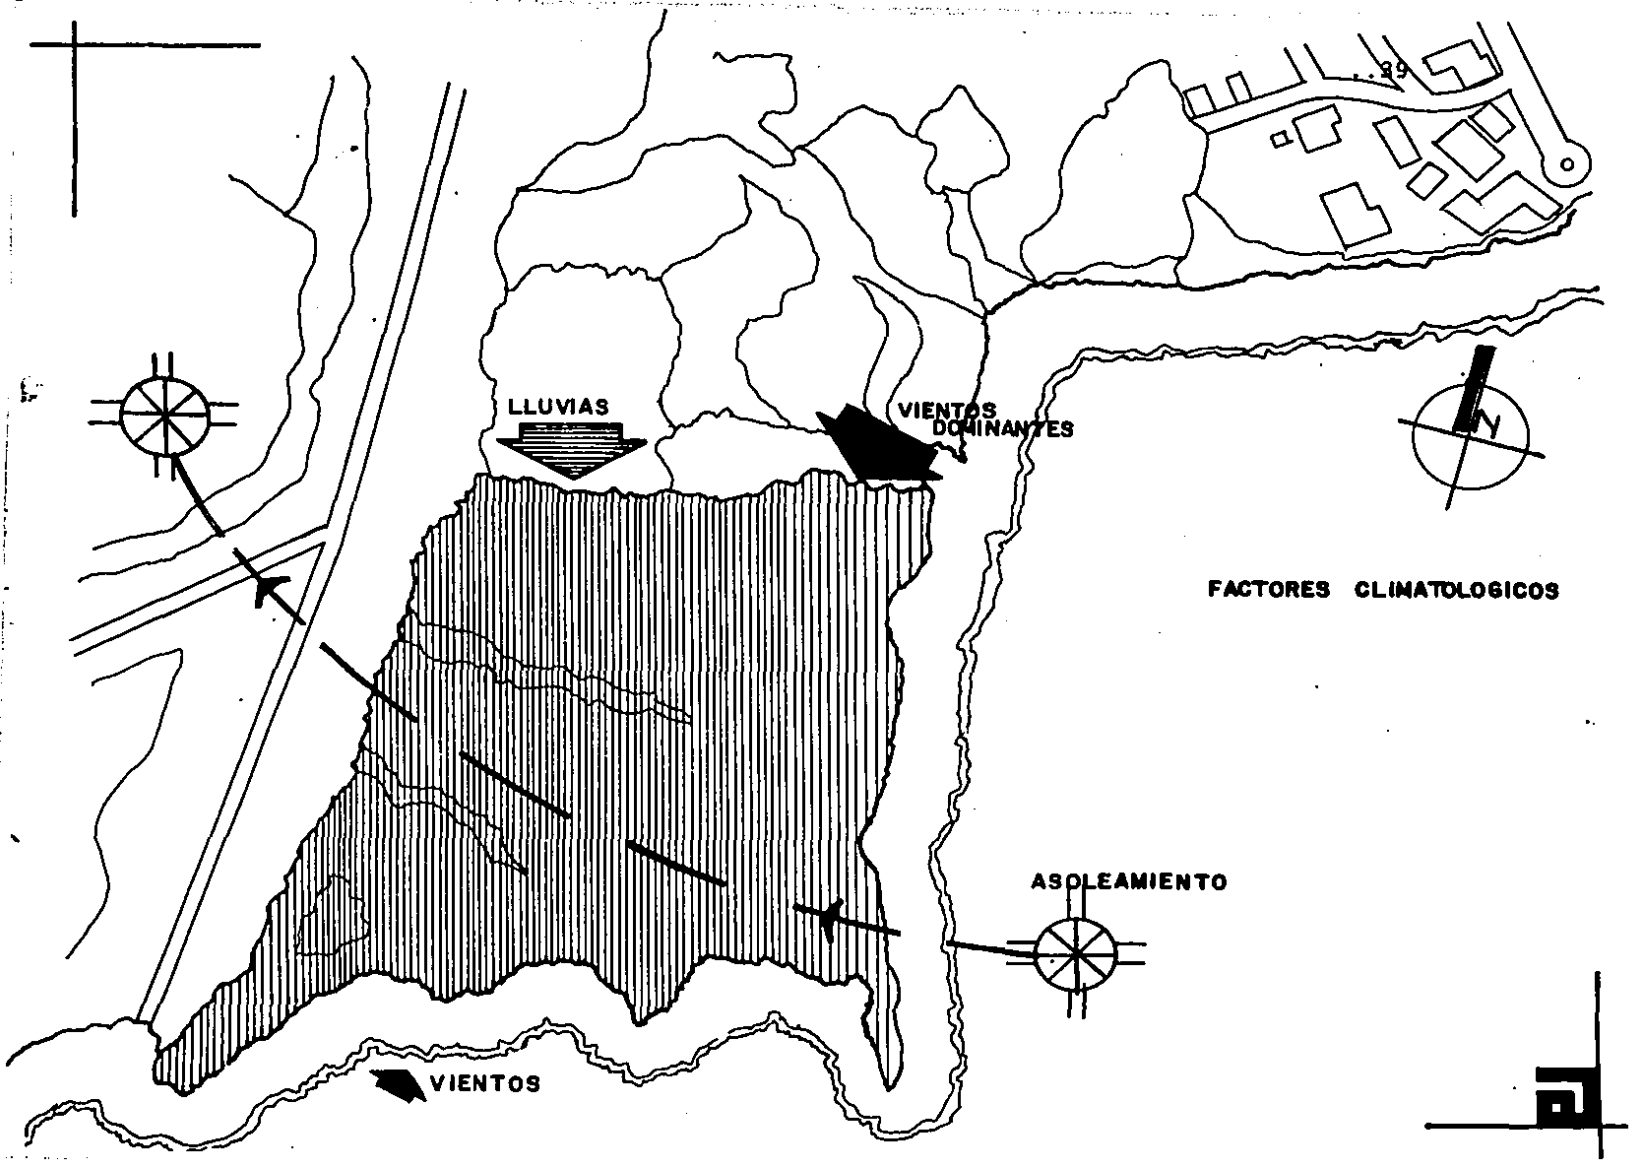 ..39
LLUVIAS
VIENTOS
DOMINANTES
N
FACTORES CLIMATOLOGICOS
ASOLEAMIENTO
VIENTOS